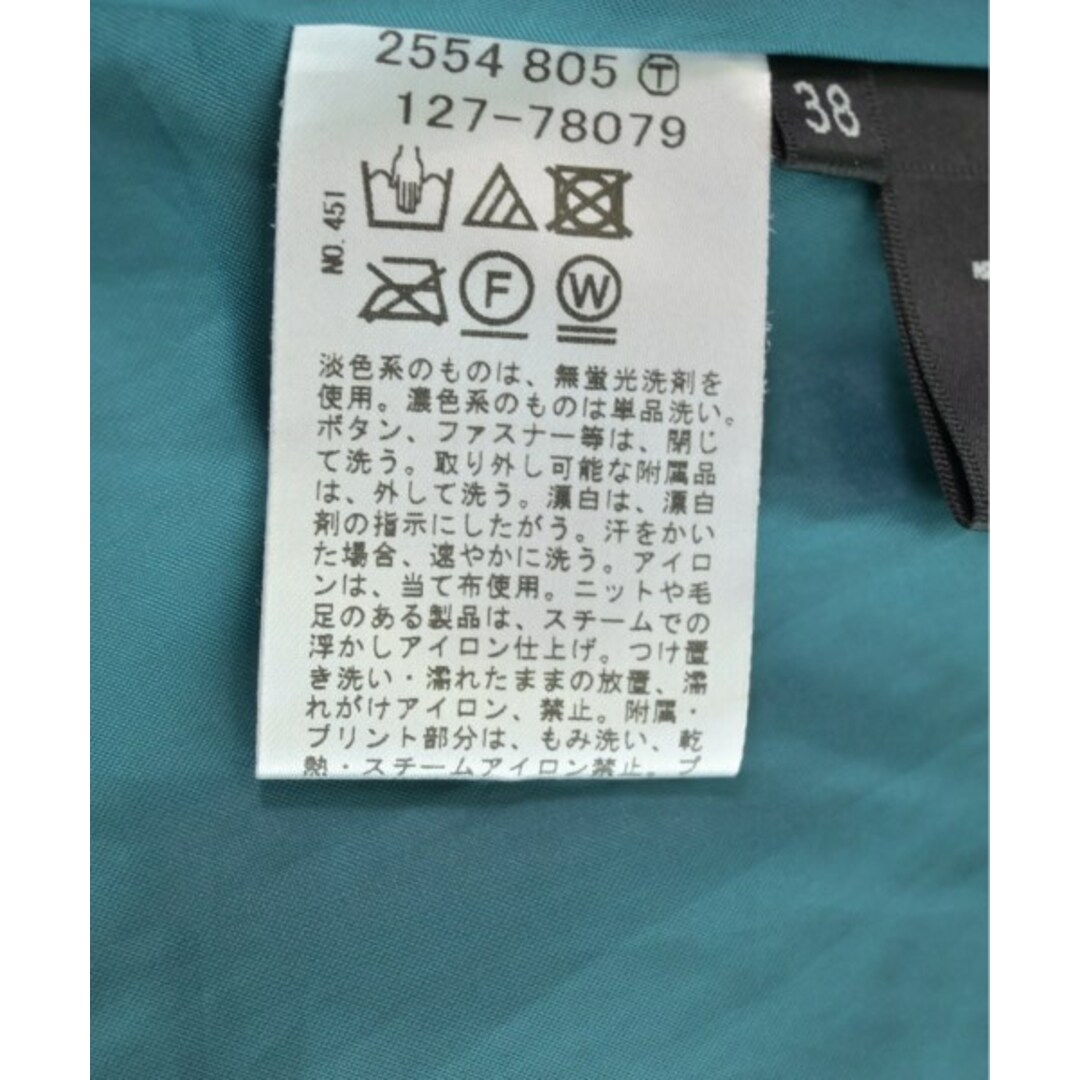 2554 805 Ⓣ
127-78079
38
NO.451
F W
淡色系のものは、無蛍光洗剤を
使用。濃色系のものは単品洗い。
ボタン、ファスナー等は、閉じ
て洗う。取り外し可能な附属品
は、外して洗う。漂白は、漂白
剤の指示にしたがう。汗をかい
た場合、速やかに洗う。アイロ
ンは、当て布使用。ニットや毛
足のある製品は、スチームでの
浮かしアイロン仕上げ。つけ置
き洗い・濡れたままの放置、濡
れがけアイロン、禁止。附属・
プリント部分は、もみ洗い、乾
熱・スチームアイロン禁止。プ